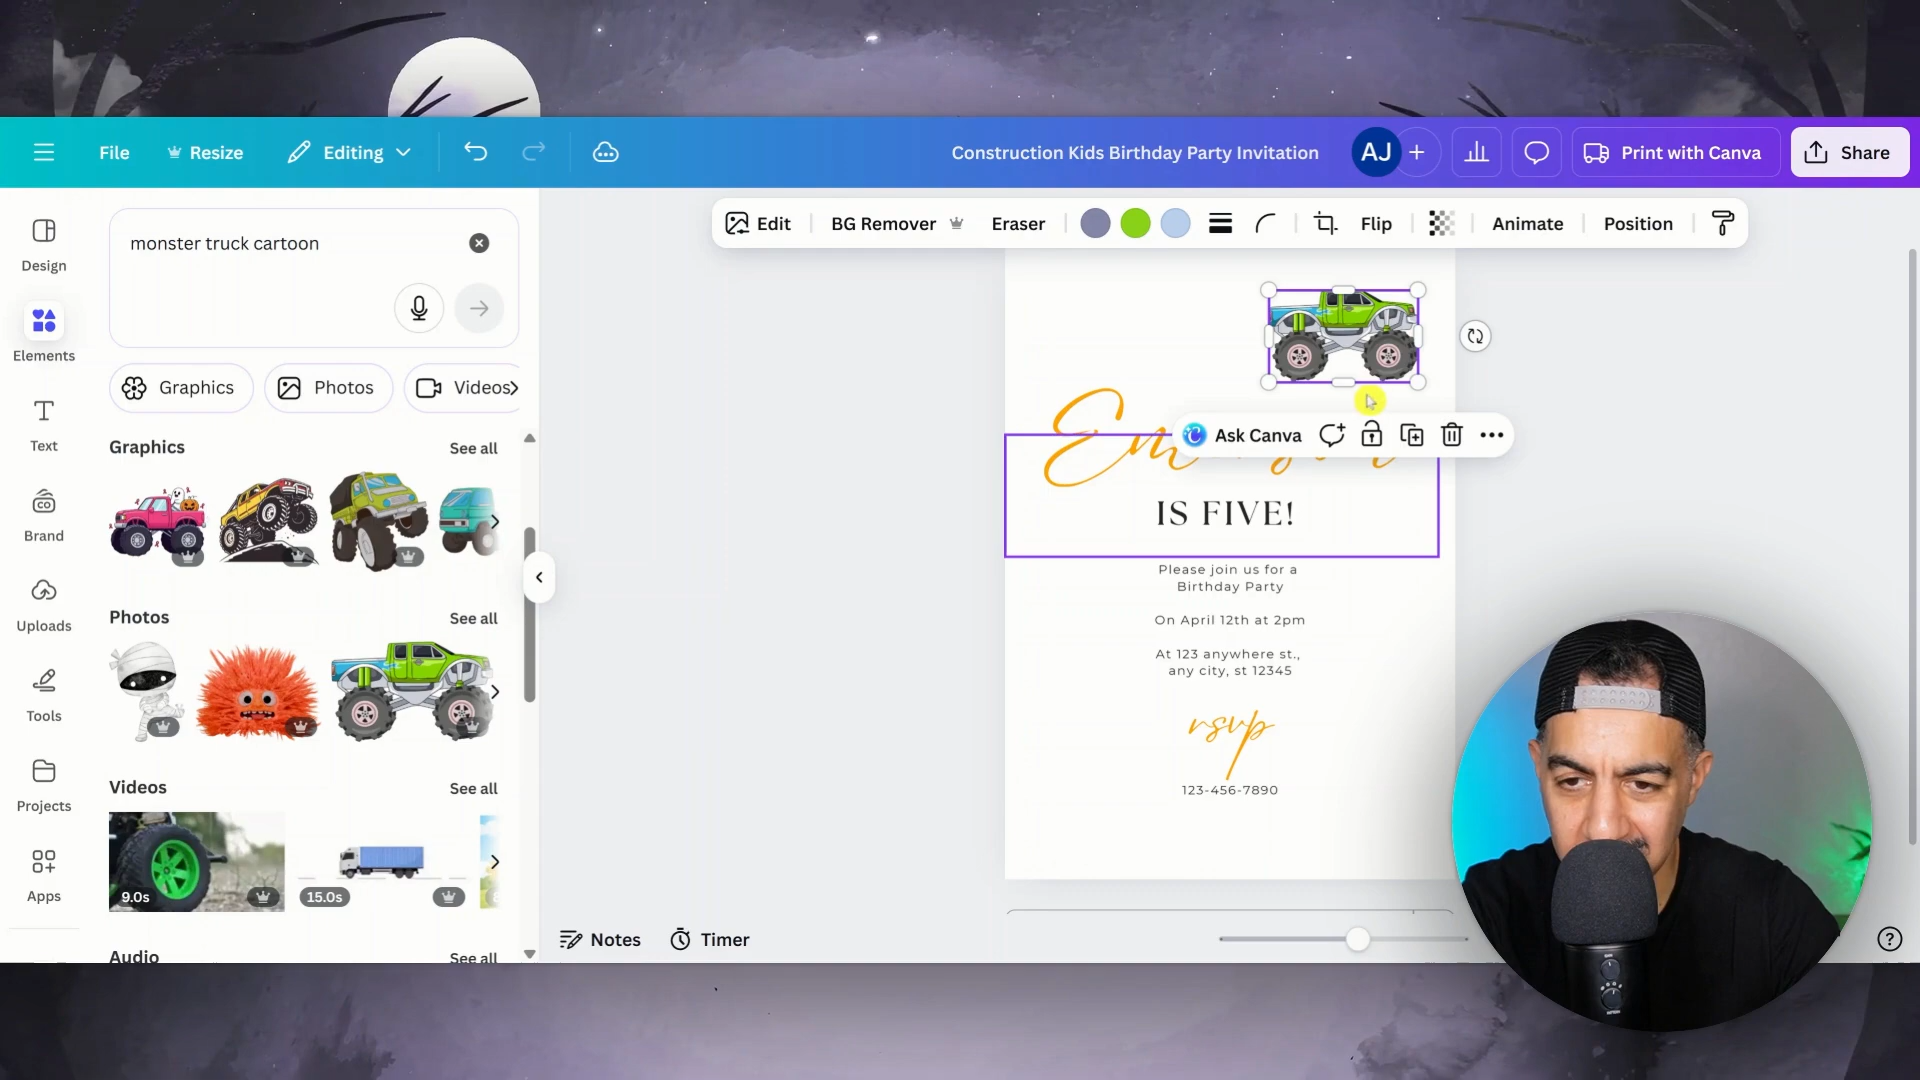 File
Resize
Editing
Construction Kids Birthday Party Invitation
AJ
Print with Canva
Share
Design
Elements
Text
Brand
Uploads
Tools
Projects
Apps
monster truck cartoon
Graphics
Photos
Videos
Graphics
See all
Photos
See all
Videos
See all
9.0s
15.0s
Audio
See all
Edit
BG Remover
Eraser
Flip
Animate
Position
Ask Canva
IS FIVE!
Please join us for a
Birthday Party
On April 12th at 2pm
At 123 anywhere st.,
any city, st 12345
rsvp
123-456-7890
Notes
Timer